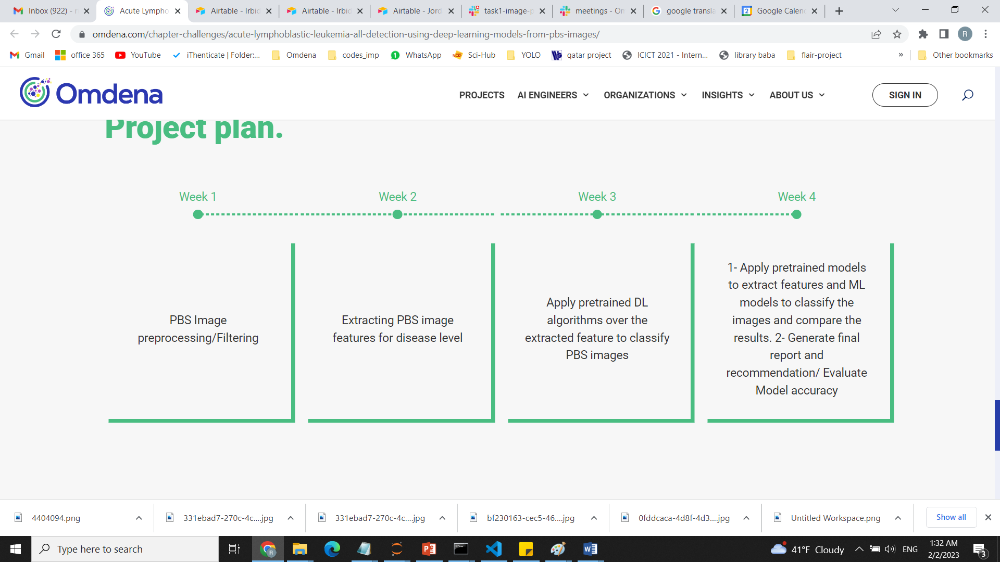 Inbox (922) - r
Acute Lympho
Airtable - Irbid
Airtable - Irbid
Airtable - Jord
task1-image-p
meetings - Om
google transla
Google Calend
omdena.com/chapter-challenges/acute-lymphoblastic-leukemia-all-detection-using-deep-learning-models-from-pbs-images/
R
Gmail
office 365
YouTube
iThenticate | Folder:...
Omdena
codes_imp
WhatsApp
Sci-Hub
YOLO
qatar project
ICICT 2021 - Intern...
library baba
flair-project
»
Other bookmarks
Omdena
PROJECTS
AI ENGINEERS
ORGANIZATIONS
INSIGHTS
ABOUT US
SIGN IN
Project plan.
Week 1
Week 2
Week 3
Week 4
PBS Image
preprocessing/Filtering
Extracting PBS image
features for disease level
Apply pretrained DL
algorithms over the
extracted feature to classify
PBS images
1- Apply pretrained models
to extract features and ML
models to classify the
images and compare the
results. 2- Generate final
report and
recommendation/ Evaluate
Model accuracy
4404094.png
331ebad7-270c-4c....jpg
331ebad7-270c-4c....jpg
bf230163-cec5-46....jpg
0fddcaca-4d8f-4d3....jpg
Untitled Workspace.png
Show all
Type here to search
41°F Cloudy
ENG
1:32 AM
2/2/2023
3